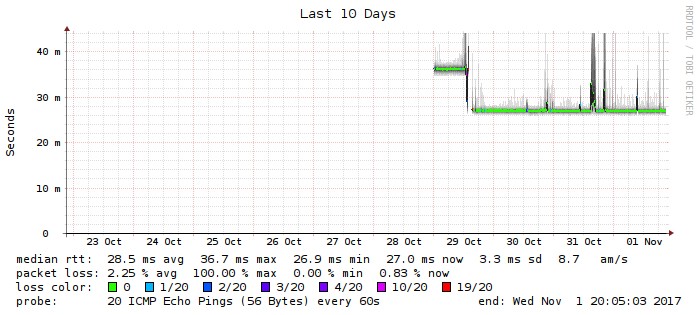 Last 10 Days
RRDTOOL / TOBI OETIKER
Seconds
40 m
30 m
20 m
10 m
0
23 Oct 24 Oct 25 Oct 26 Oct 27 Oct 28 Oct 29 Oct 30 Oct 31 Oct 01 Nov
median rtt: 28.5 ms avg 36.7 ms max 26.9 ms min 27.0 ms now 3.3 ms sd 8.7 am/s
packet loss: 2.25 % avg 100.00 % max 0.00 % min 0.83 % now
loss color: 0 1/20 2/20 3/20 4/20 10/20 19/20
probe: 20 ICMP Echo Pings (56 Bytes) every 60s end: Wed Nov 1 20:05:03 2017